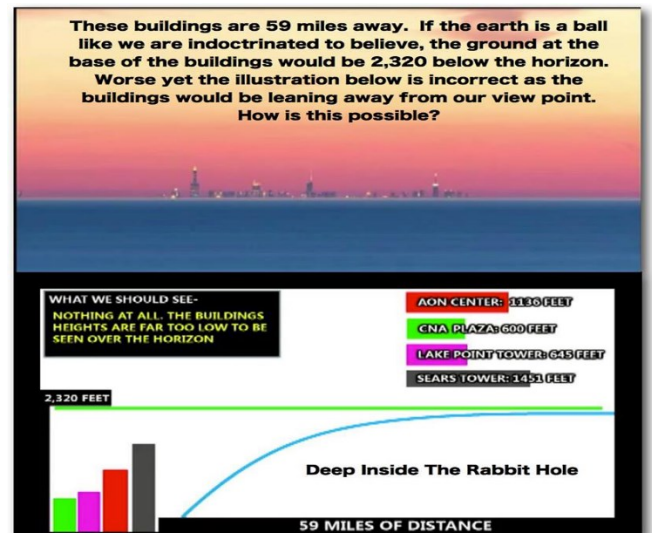 These buildings are 59 miles away. If the earth is a ball
like we are indoctrinated to believe, the ground at the
base of the buildings would be 2,320 below the horizon.
Worse yet the illustration below is incorrect as the
buildings would be leaning away from our view point.
How is this possible?
WHAT WE SHOULD SEE-
NOTHING AT ALL. THE BUILDINGS
HEIGHTS ARE FAR TOO LOW TO BE
SEEN OVER THE HORIZON
AON CENTER: 1136 FEET
CNA PLAZA: 600 FEET
LAKE POINT TOWER: 645 FEET
SEARS TOWER: 1451 FEET
2,320 FEET
Deep Inside The Rabbit Hole
59 MILES OF DISTANCE